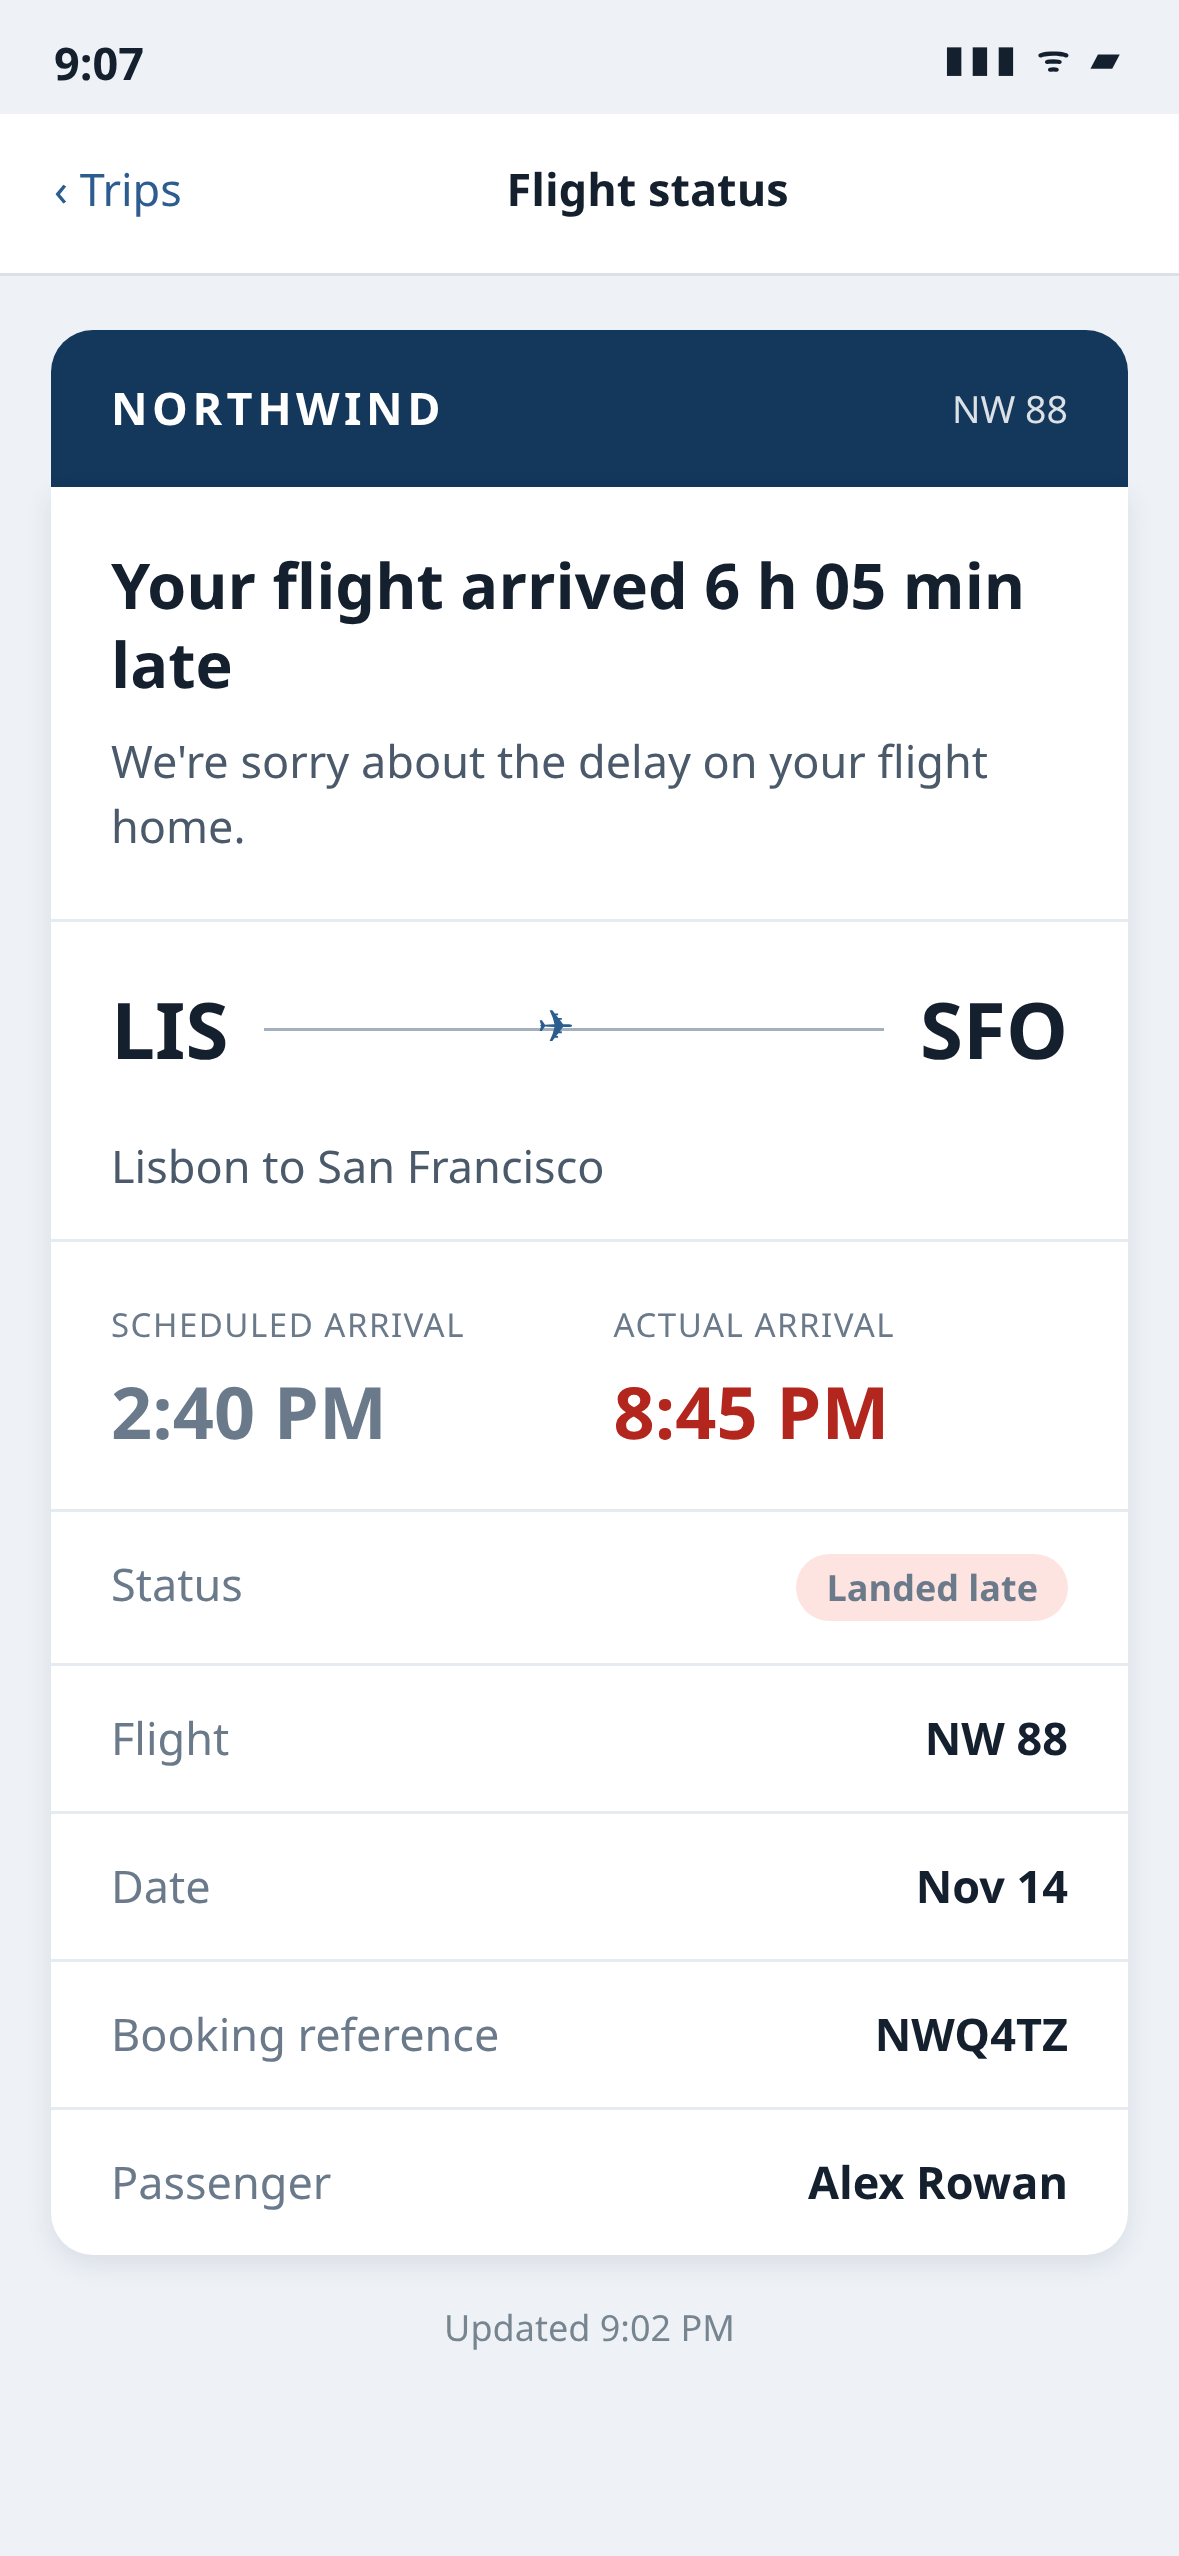 9:07
‹ Trips
Flight status
NORTHWIND
NW 88
Your flight arrived 6 h 05 min
late
We're sorry about the delay on your flight
home.
LIS
SFO
Lisbon to San Francisco
SCHEDULED ARRIVAL
ACTUAL ARRIVAL
2:40 PM
8:45 PM
Status
Landed late
Flight
NW 88
Date
Nov 14
Booking reference
NWQ4TZ
Passenger
Alex Rowan
Updated 9:02 PM